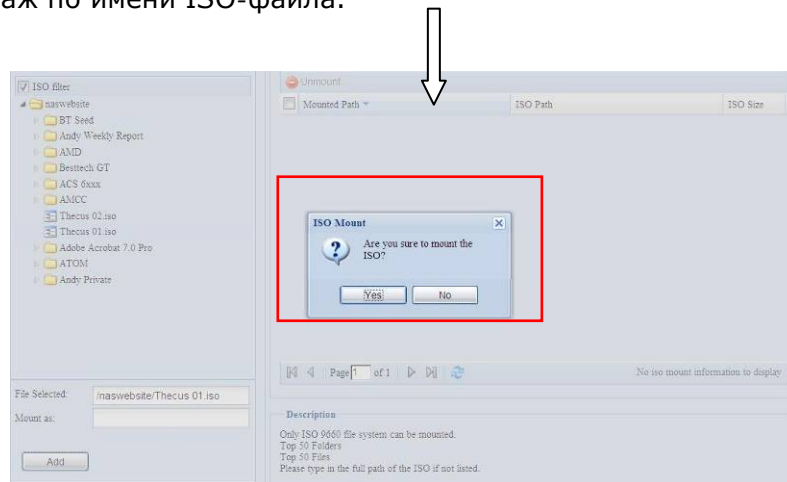 аж по имени ISO-файла.
ISO filter
naswebsite
BT Seed
Andy Weekly Report
AMD
Besttech GT
ACS 6xxx
AMCC
Thecus 02.iso
Thecus 01.iso
Adobe Acrobat 7.0 Pro
ATOM
Andy Private
File Selected:
/naswebsite/Thecus 01.iso
Mount as:
Add
Unmount
Mounted Path
ISO Path
ISO Size
ISO Mount
Are you sure to mount the
ISO?
Yes
No
Page 1 of 1
No iso mount information to display
Description
Only ISO 9660 file system can be mounted.
Top 50 Folders
Top 50 Files
Please type in the full path of the ISO if not listed.